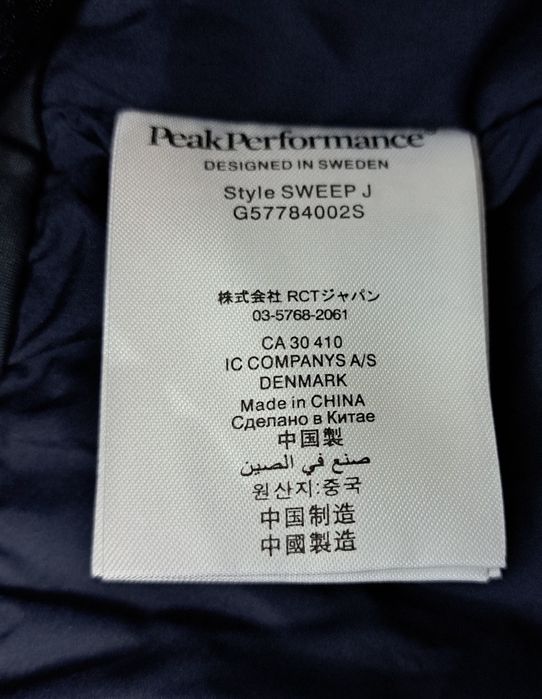 PeakPerformance®
DESIGNED IN SWEDEN
Style SWEEP J
G57784002S
株式会社 RCTジャパン
03-5768-2061
CA 30 410
IC COMPANYS A/S
DENMARK
Made in CHINA
Сделано в Китае
中国製
صنع في الصين
원산지:중국
中国制造
中國製造